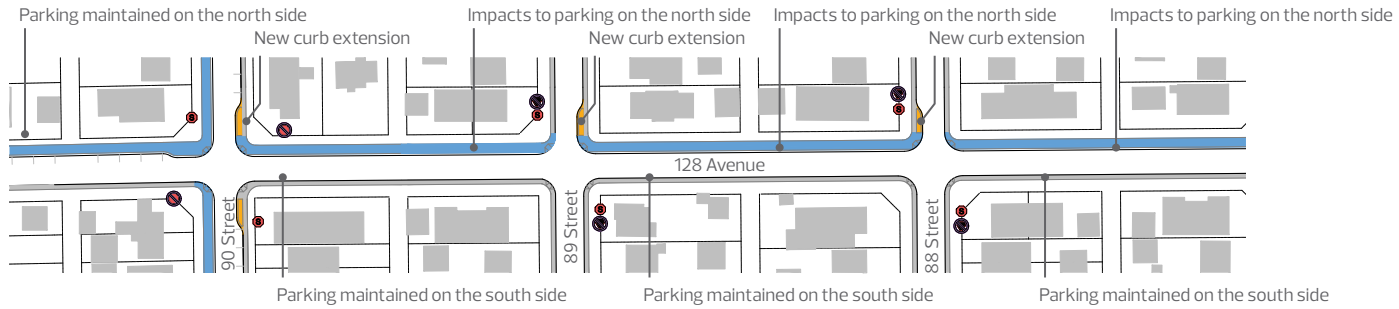 Parking maintained on the north side
Impacts to parking on the north side
Impacts to parking on the north side
Impacts to parking on the north side
New curb extension
New curb extension
New curb extension
128 Avenue
90 Street
89 Street
88 Street
Parking maintained on the south side
Parking maintained on the south side
Parking maintained on the south side